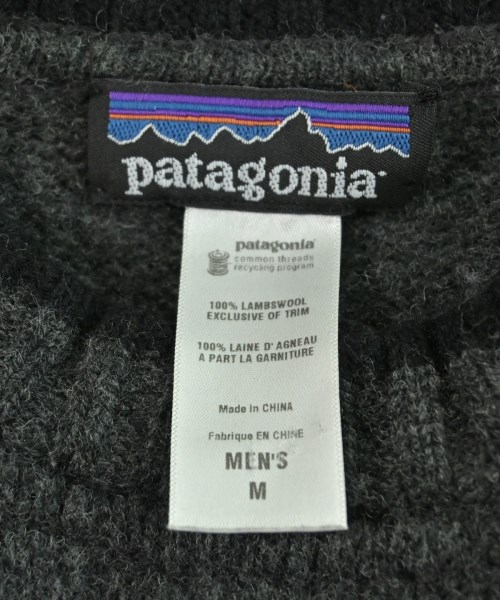 patagonia
patagonia
common threads
recycling program
100% LAMBSWOOL
EXCLUSIVE OF TRIM
100% LAINE D'AGNEAU
A PART LA GARNITURE
Made in CHINA
Fabrique EN CHINE
MEN'S
M